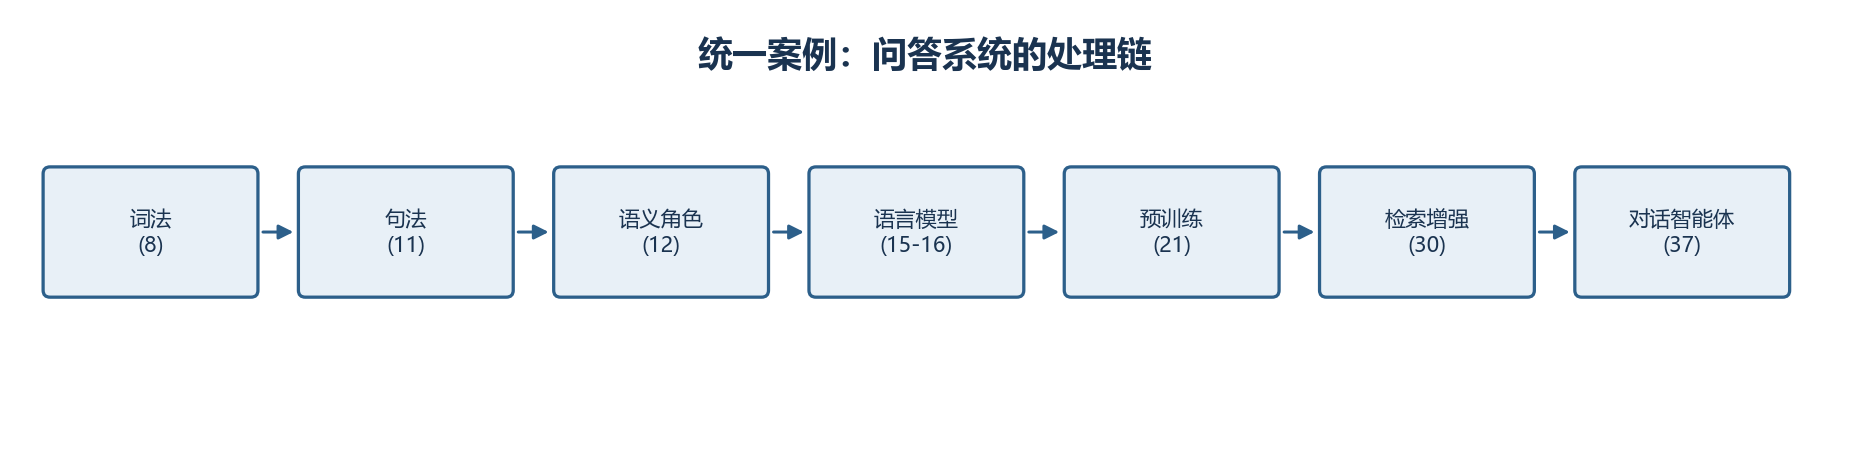 统一案例：问答系统的处理链
词法
(8)
句法
(11)
语义角色
(12)
语言模型
(15-16)
预训练
(21)
检索增强
(30)
对话智能体
(37)